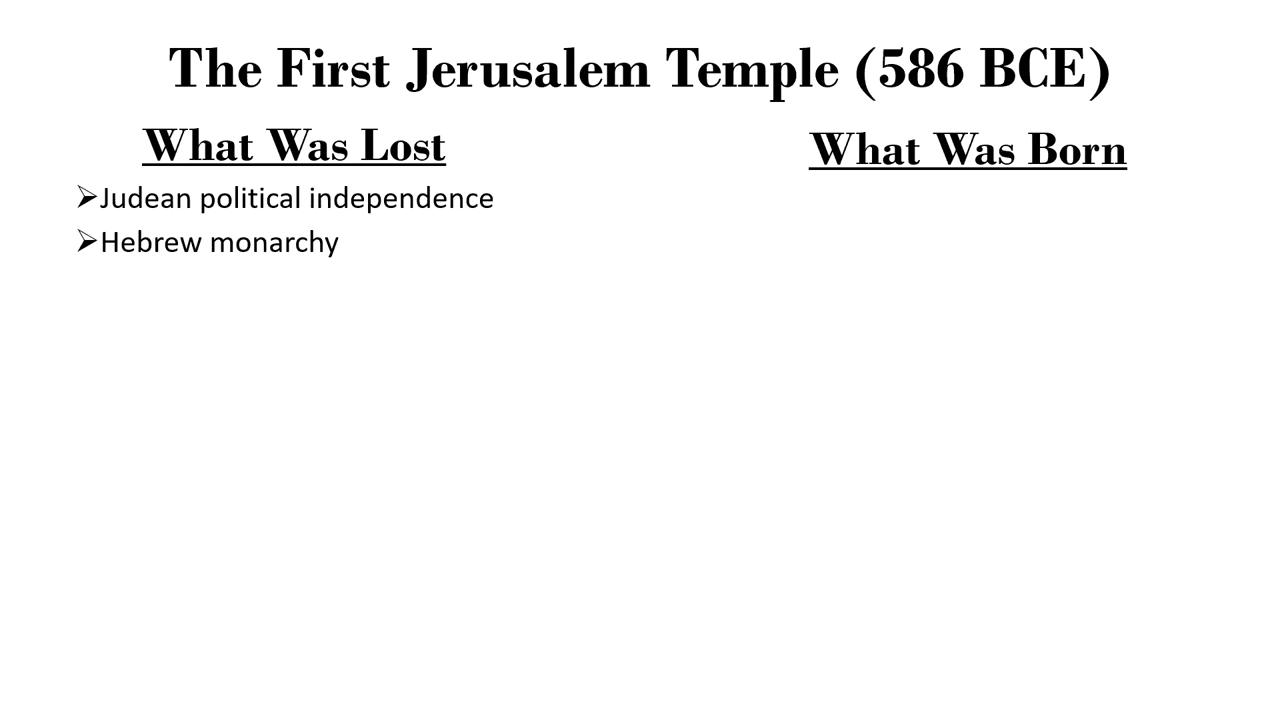 The First Jerusalem Temple (586 BCE)
What Was Lost
➢Judean political independence
➢Hebrew monarchy
What Was Born